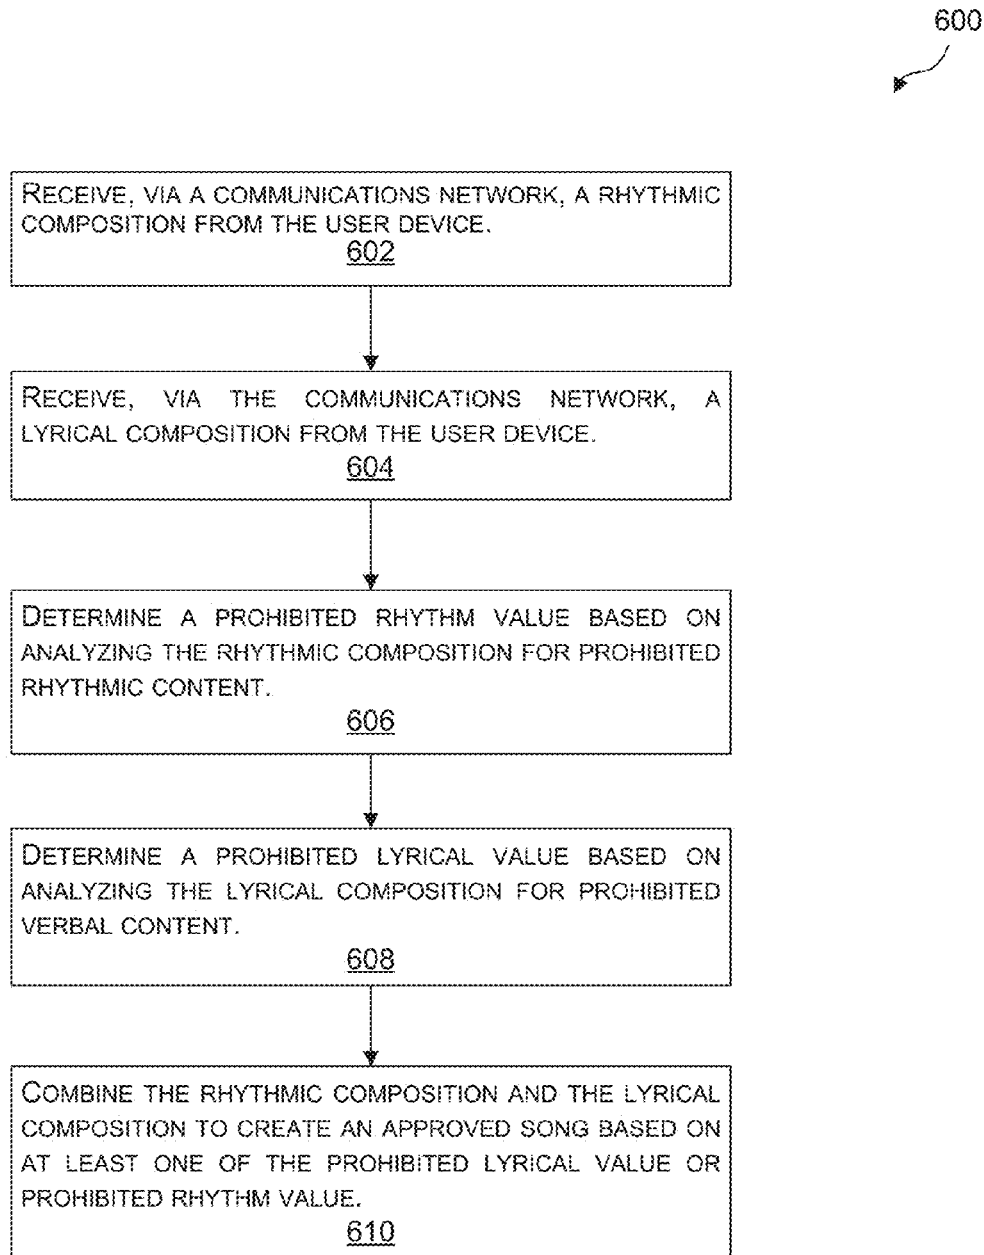 600
RECEIVE, VIA A COMMUNICATIONS NETWORK, A RHYTHMIC
COMPOSITION FROM THE USER DEVICE.
602
RECEIVE, VIA THE COMMUNICATIONS NETWORK, A
LYRICAL COMPOSITION FROM THE USER DEVICE.
604
DETERMINE A PROHIBITED RHYTHM VALUE BASED ON
ANALYZING THE RHYTHMIC COMPOSITION FOR PROHIBITED
RHYTHMIC CONTENT.
606
DETERMINE A PROHIBITED LYRICAL VALUE BASED ON
ANALYZING THE LYRICAL COMPOSITION FOR PROHIBITED
VERBAL CONTENT.
608
COMBINE THE RHYTHMIC COMPOSITION AND THE LYRICAL
COMPOSITION TO CREATE AN APPROVED SONG BASED ON
AT LEAST ONE OF THE PROHIBITED LYRICAL VALUE OR
PROHIBITED RHYTHM VALUE.
610